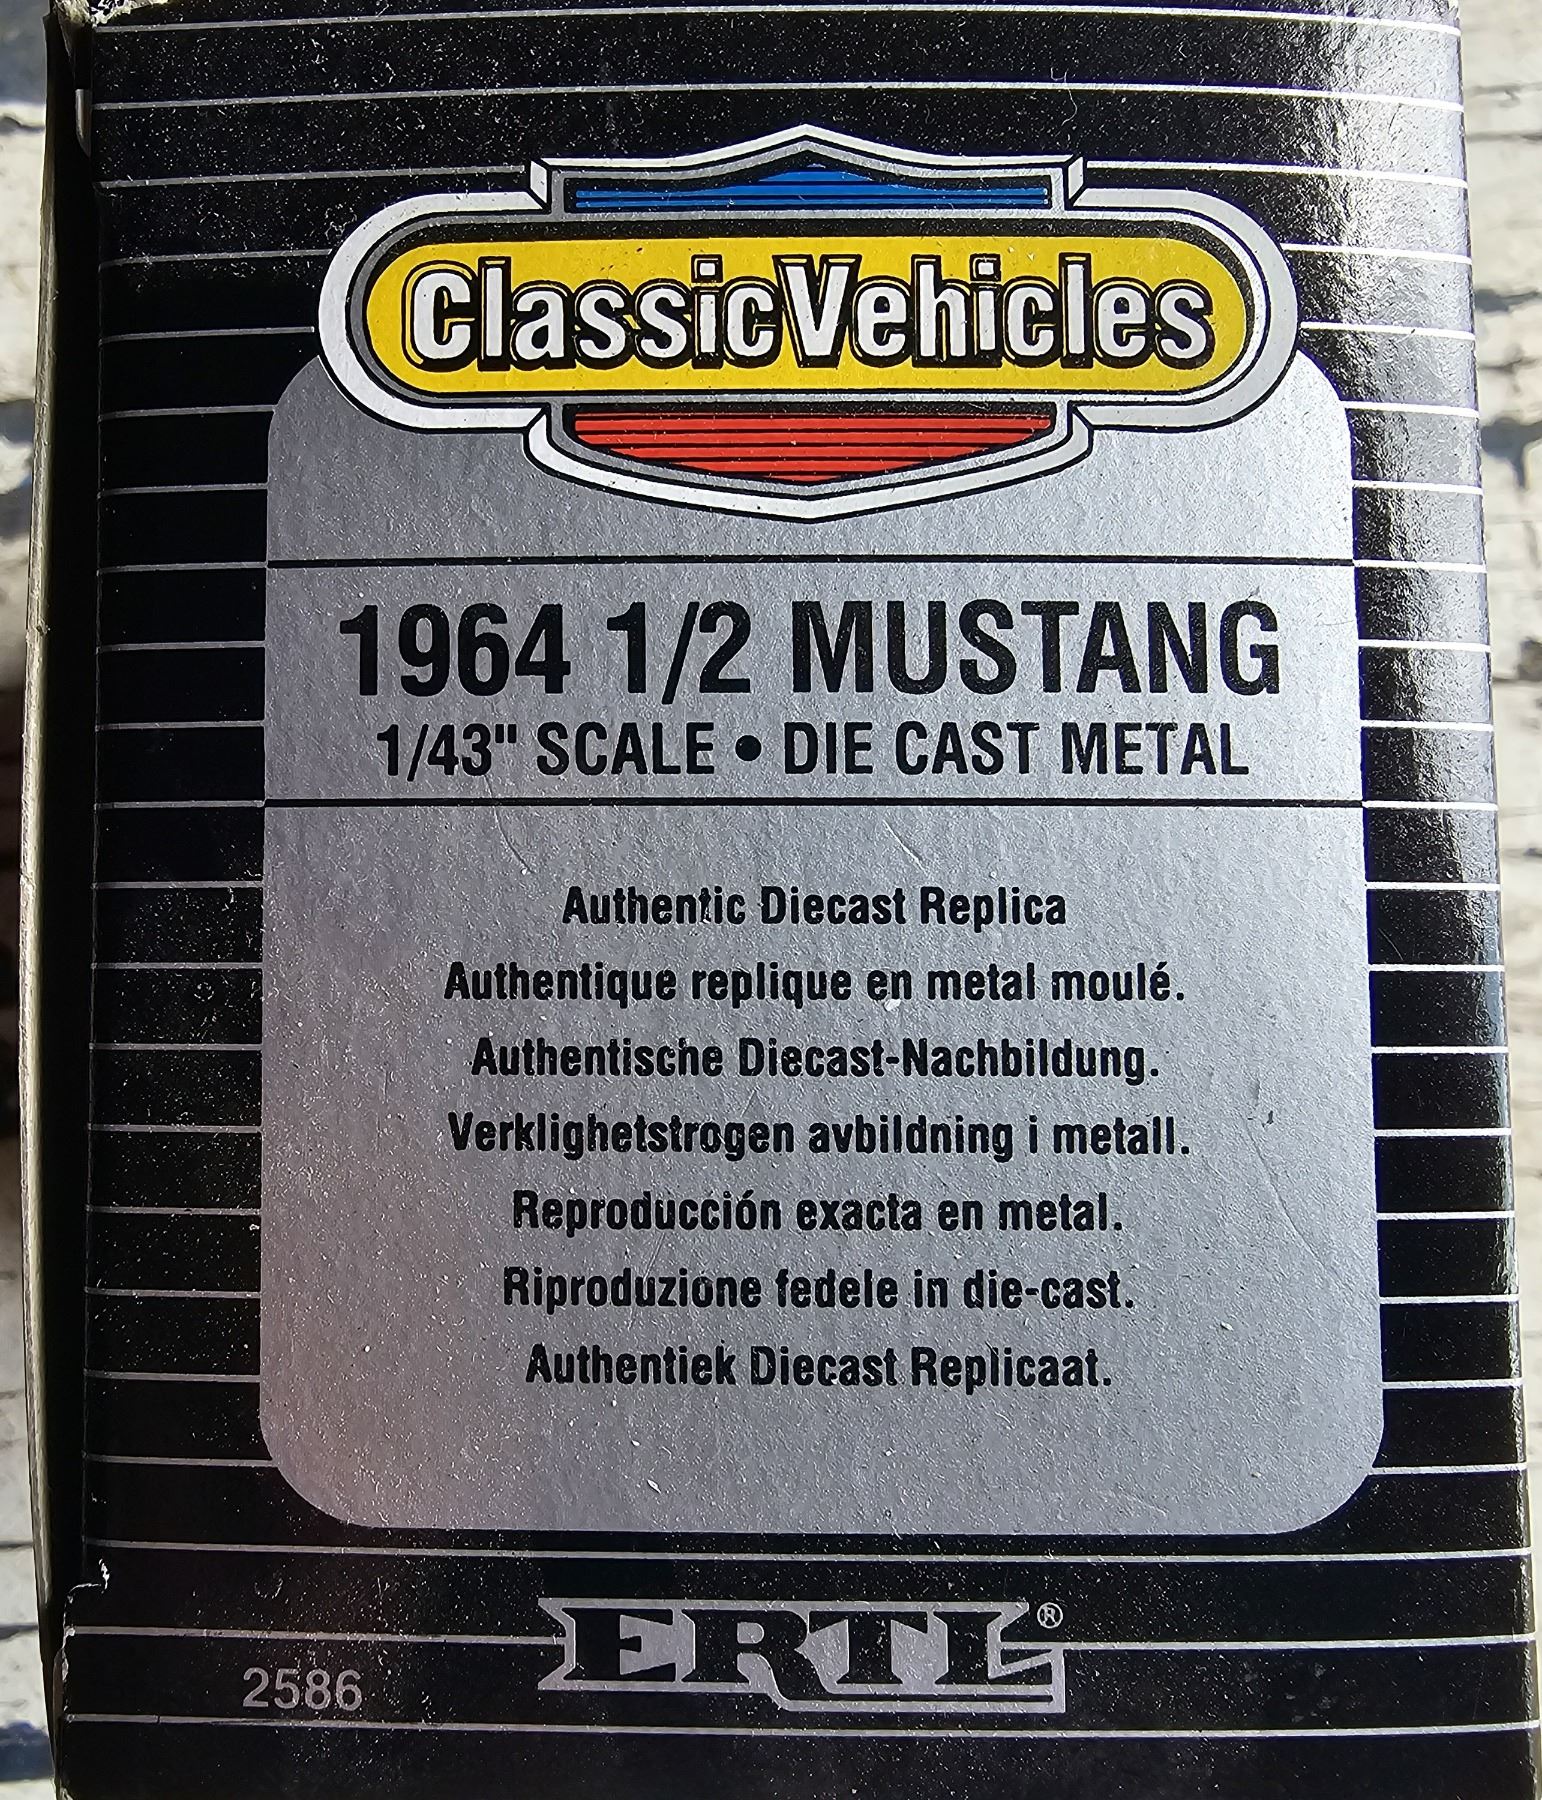 ClassicVehicles
1964 1/2 MUSTANG
1/43" SCALE • DIE CAST METAL
Authentic Diecast Replica
Authentique replique en metal moulé.
Authentische Diecast-Nachbildung.
Verklighetstrogen avbildning i metall.
Reproducción exacta en metal.
Riproduzione fedele in die-cast.
Authentiek Diecast Replicaat.
ERTL®
2586